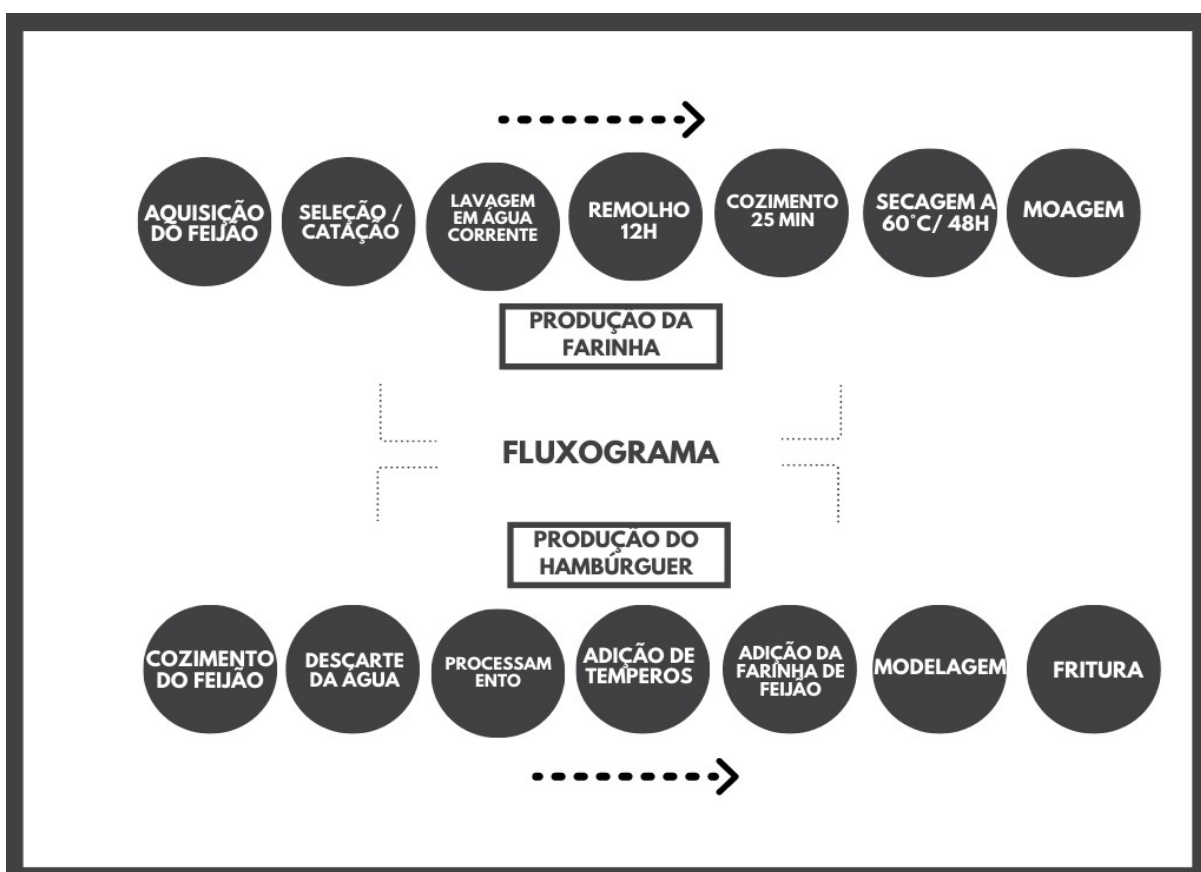 AQUISIÇÃO
DO FEIJÃO
SELEÇÃO /
CATAÇÃO
LAVAGEM
EM ÁGUA
CORRENTE
REMOLHO
12H
COZIMENTO
25 MIN
SECAGEM A
60°C/ 48H
MOAGEM
PRODUÇÃO DA
FARINHA
FLUXOGRAMA
PRODUÇÃO DO
HAMBÚRGUER
COZIMENTO
DO FEIJÃO
DESCARTE
DA ÁGUA
PROCESSAM
ENTO
ADIÇÃO DE
TEMPEROS
ADIÇÃO DA
FARINHA DE
FEIJÃO
MODELAGEM
FRITURA